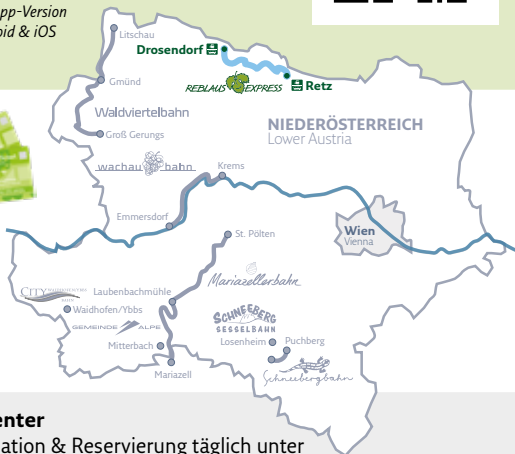 pp-Version
oid & iOS
Litschau
Drosendorf
REBLAUS EXPRESS
Retz
Gmünd
Waldviertelbahn
Groß Gerungs
NIEDERÖSTERREICH
Lower Austria
wachau bahn
Krems
Emmersdorf
Wien
Vienna
St. Pölten
Mariazellerbahn
Laubenbachmühle
Waidhofen/Ybbs
GEMEINDE ALPE
SCHNEEBERG
SESSELBAHN
Losenheim
Puchberg
Mitterbach
Schneebergbahn
Mariazell
enter
ation & Reservierung täglich unter